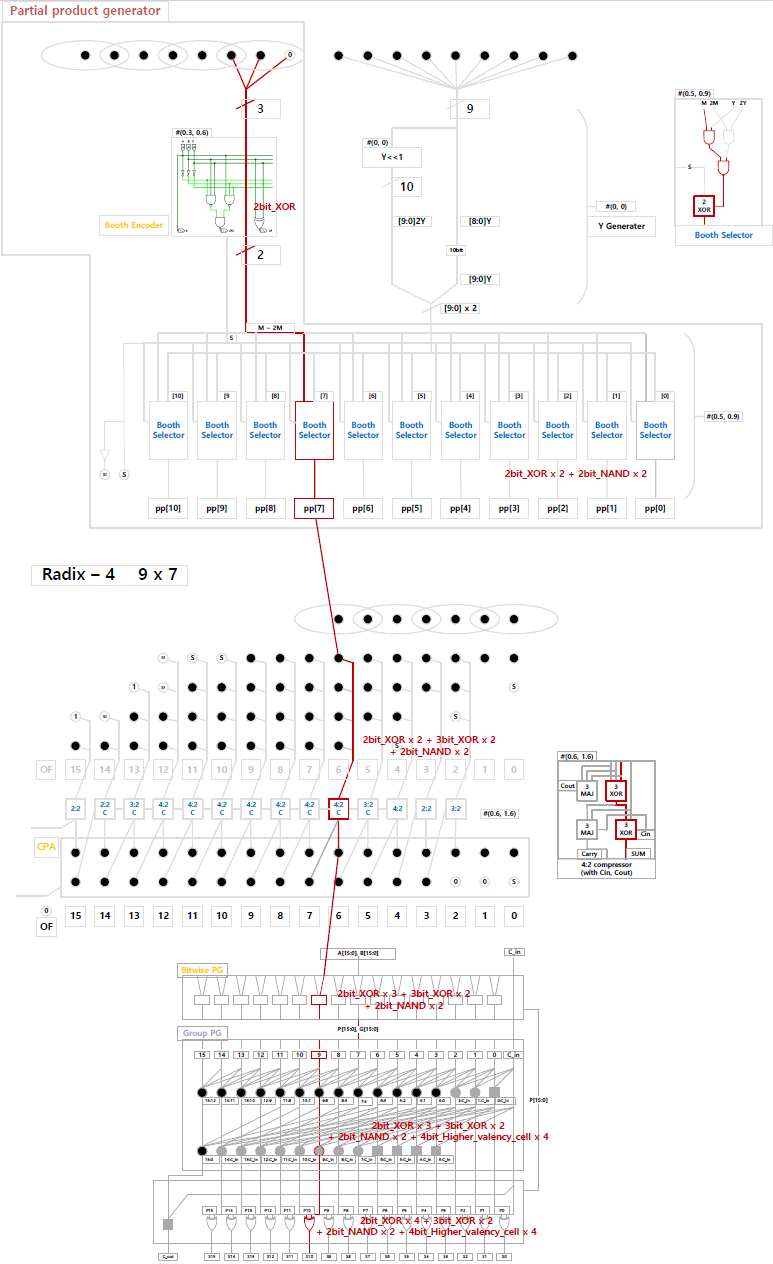 Partial product generator
0
3
9
#(0.3, 0.6)
#(0, 0)
Y<<1
10
2bit_XOR
Booth Encoder
[9:0]2Y
[8:0]Y
10bit
[9:0]Y
[9:0] x 2
2
#(0, 0)
Y Generater
#(0.5, 0.9)
M 2M Y 2Y
S
2
XOR
Booth Selector
M ~ 2M
S
[10] [9 [8] [7] [6] [5] [4] [3] [2] [1] [0]
Booth Selector
Booth Selector
Booth Selector
Booth Selector
Booth Selector
Booth Selector
Booth Selector
Booth Selector
Booth Selector
Booth Selector
Booth Selector
#(0.5, 0.9)
S
2bit_XOR x 2 + 2bit_NAND x 2
pp[10] pp[9] pp[8] pp[7] pp[6] pp[5] pp[4] pp[3] pp[2] pp[1] pp[0]
Radix – 4 9 x 7
S S
1 S
1 S
S
2bit_XOR x 2 + 3bit_XOR x 2
+ 2bit_NAND x 2
OF 15 14 13 12 11 10 9 8 7 6 5 4 3 2 1 0
2:2 2:2 C 3:2 C 4:2 C 4:2 C 4:2 C 4:2 C 4:2 C 4:2 C 4:2 C 3:2 C 4:2 2:2 3:2
#(0.6, 1.6)
#(0.6, 1.6)
Cout
3
MAJ
3
XOR
3
MAJ
3
XOR
Cin
Carry
SUM
4:2 compressor
(with Cin, Cout)
CPA
0 0 S
0
OF 15 14 13 12 11 10 9 8 7 6 5 4 3 2 1 0
A[15:0], B[15:0]
C_in
Bitwise PG
2bit_XOR x 3 + 3bit_XOR x 2
+ 2bit_NAND x 2
P[15:0], G[15:0]
Group PG
15 14 13 12 11 10 9 8 7 6 5 4 3 2 1 0 C_in
P[15:0]
2bit_XOR x 3 + 3bit_XOR x 2
+ 2bit_NAND x 2 + 4bit_Higher_valency_cell x 4
P15 P14 P13 P12 P11 P10 P9 P8 P7 P6 P5 P4 P3 P2 P1 P0
2bit_XOR x 4 + 3bit_XOR x 2
+ 2bit_NAND x 2 + 4bit_Higher_valency_cell x 4
C_out S15 S14 S13 S12 S11 S10 S9 S8 S7 S6 S5 S4 S3 S2 S1 S0